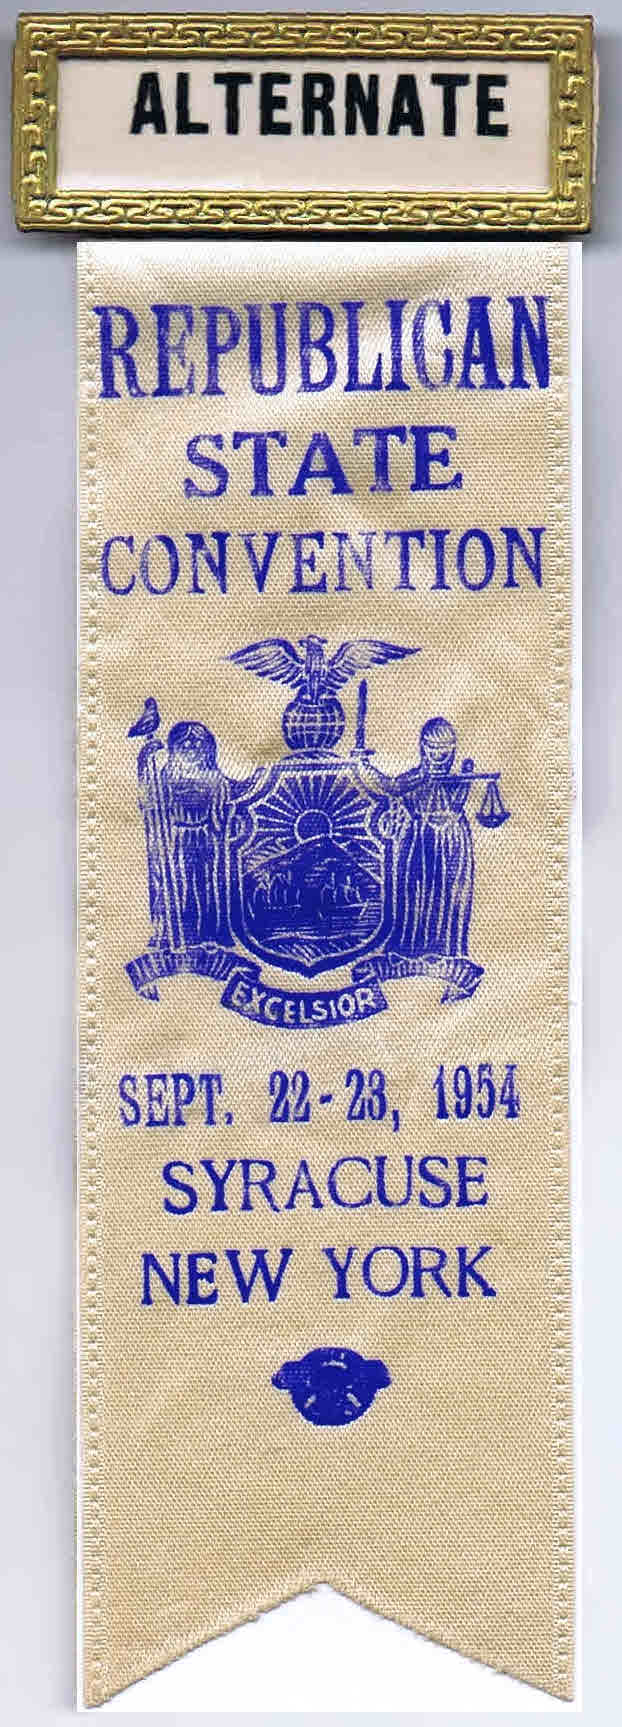 ALTERNATE
REPUBLICAN
STATE
CONVENTION
EXCELSIOR
SEPT. 22-23, 1954
SYRACUSE
NEW YORK